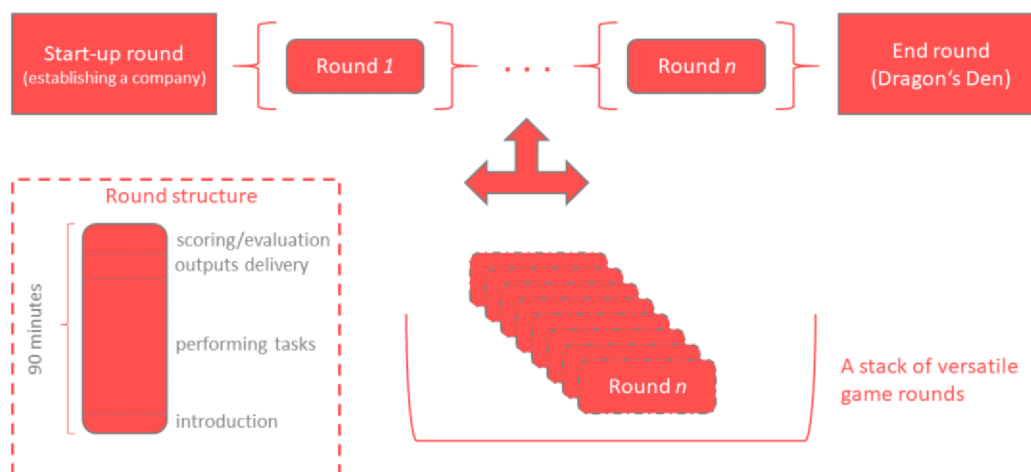 Start-up round
(establishing a company)
Round 1
. . .
Round n
End round
(Dragon‘s Den)
Round structure
90 minutes
scoring/evaluation
outputs delivery
performing tasks
introduction
Round n
A stack of versatile
game rounds